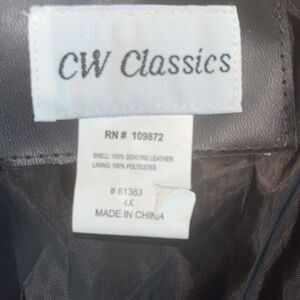 CW Classics
RN # 109872
SHELL: 100% GENUINE LEATHER
LINING: 100% POLYESTER
# 61383
4X
MADE IN CHINA